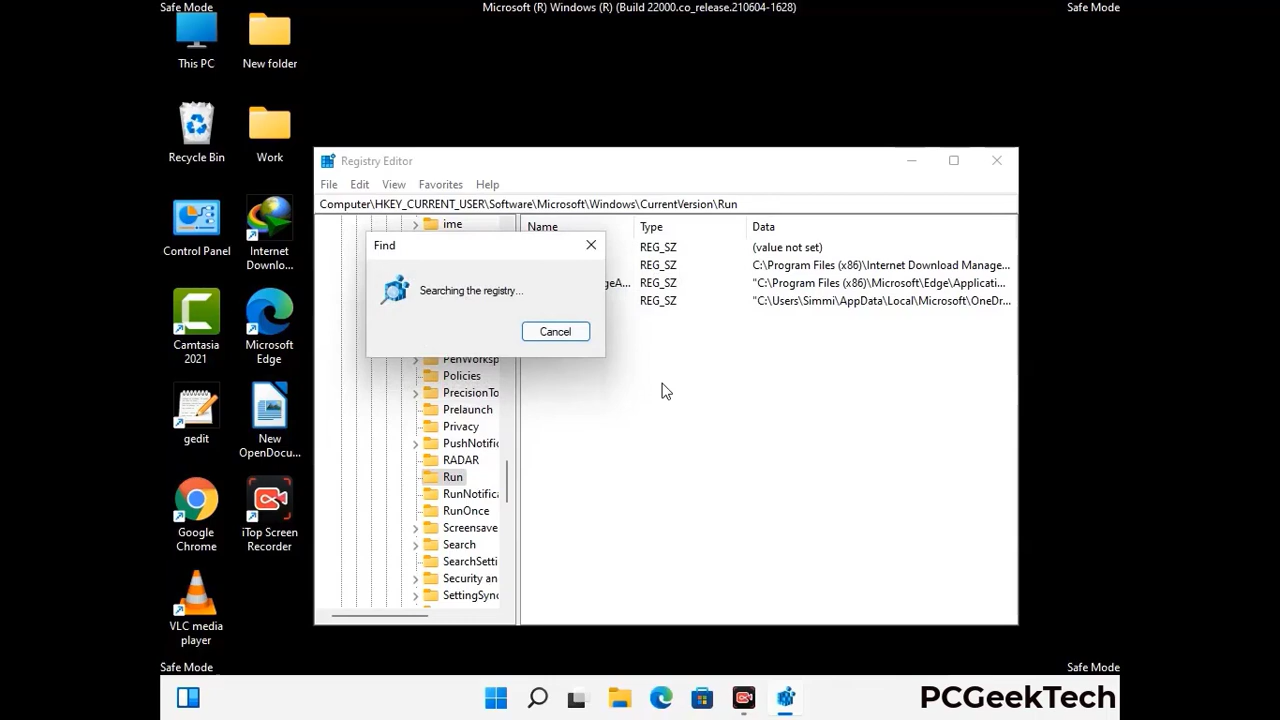 Safe Mode
Microsoft (R) Windows (R) (Build 22000.co_release.210604-1628)
Safe Mode
This PC
New folder
Recycle Bin
Work
Control Panel
Internet
Downlo...
Camtasia
2021
Microsoft
Edge
gedit
New
OpenDocu...
Google
Chrome
iTop Screen
Recorder
VLC media
player
Registry Editor
File Edit View Favorites Help
Computer\HKEY_CURRENT_USER\Software\Microsoft\Windows\CurrentVersion\Run
ime
Find
Searching the registry...
Cancel
PenWorksp
Policies
PrecisionTo
Prelaunch
Privacy
PushNotific
RADAR
Run
RunNotifica
RunOnce
Screensave
Search
SearchSetti
Security an
SettingSync
Name Type Data
REG_SZ (value not set)
REG_SZ C:\Program Files (x86)\Internet Download Manage...
geA... REG_SZ "C:\Program Files (x86)\Microsoft\Edge\Applicati...
REG_SZ "C:\Users\Simmi\AppData\Local\Microsoft\OneDr...
Safe Mode
Safe Mode
PCGeekTech